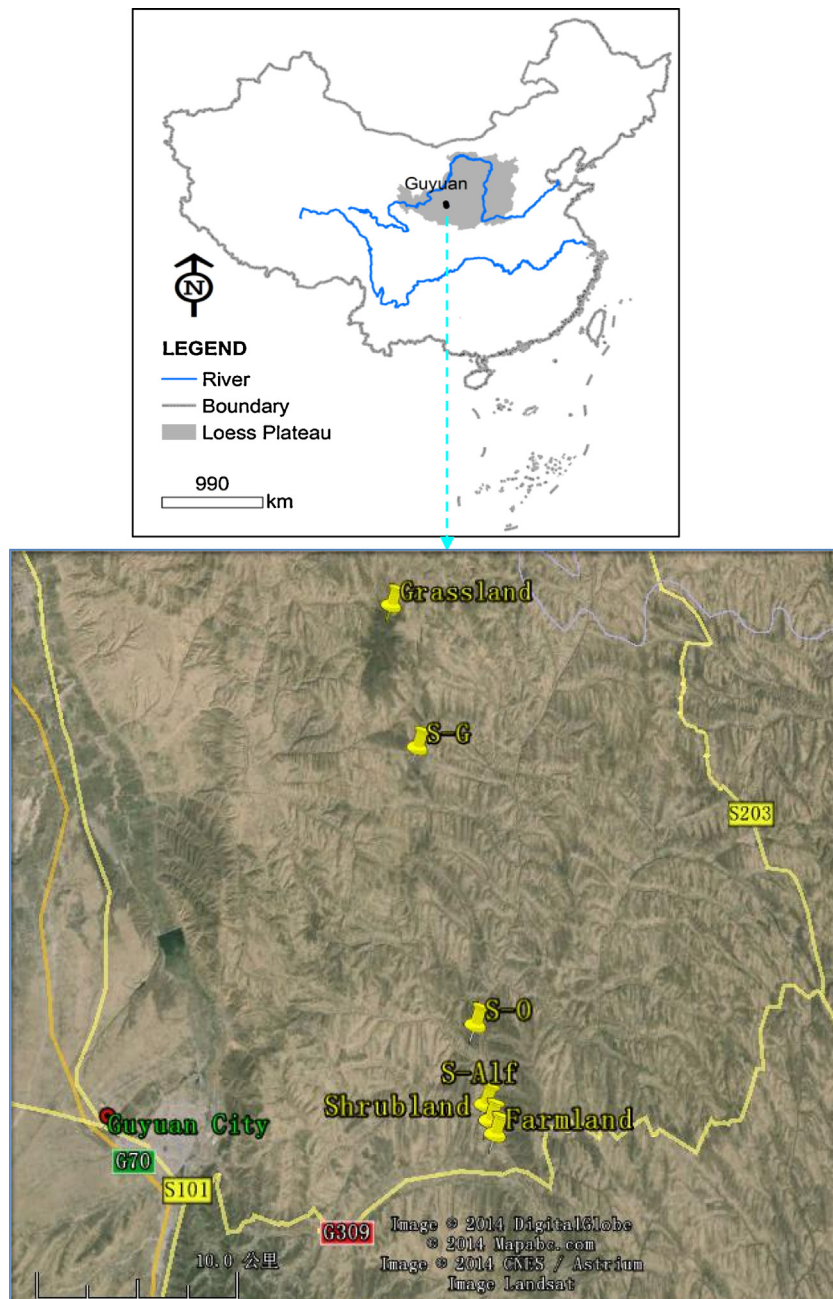 Guyuan
N
LEGEND
River
Boundary
Loess Plateau
990
km
Grassland
S-G
S203
S-O
S-Alf
Shrubland
Farmland
Guyuan City
G70
S101
G309
10.0 公里
Image © 2014 DigitalGlobe
© 2014 Mapabc.com
Image © 2014 CNES / Astrium
Image Landsat